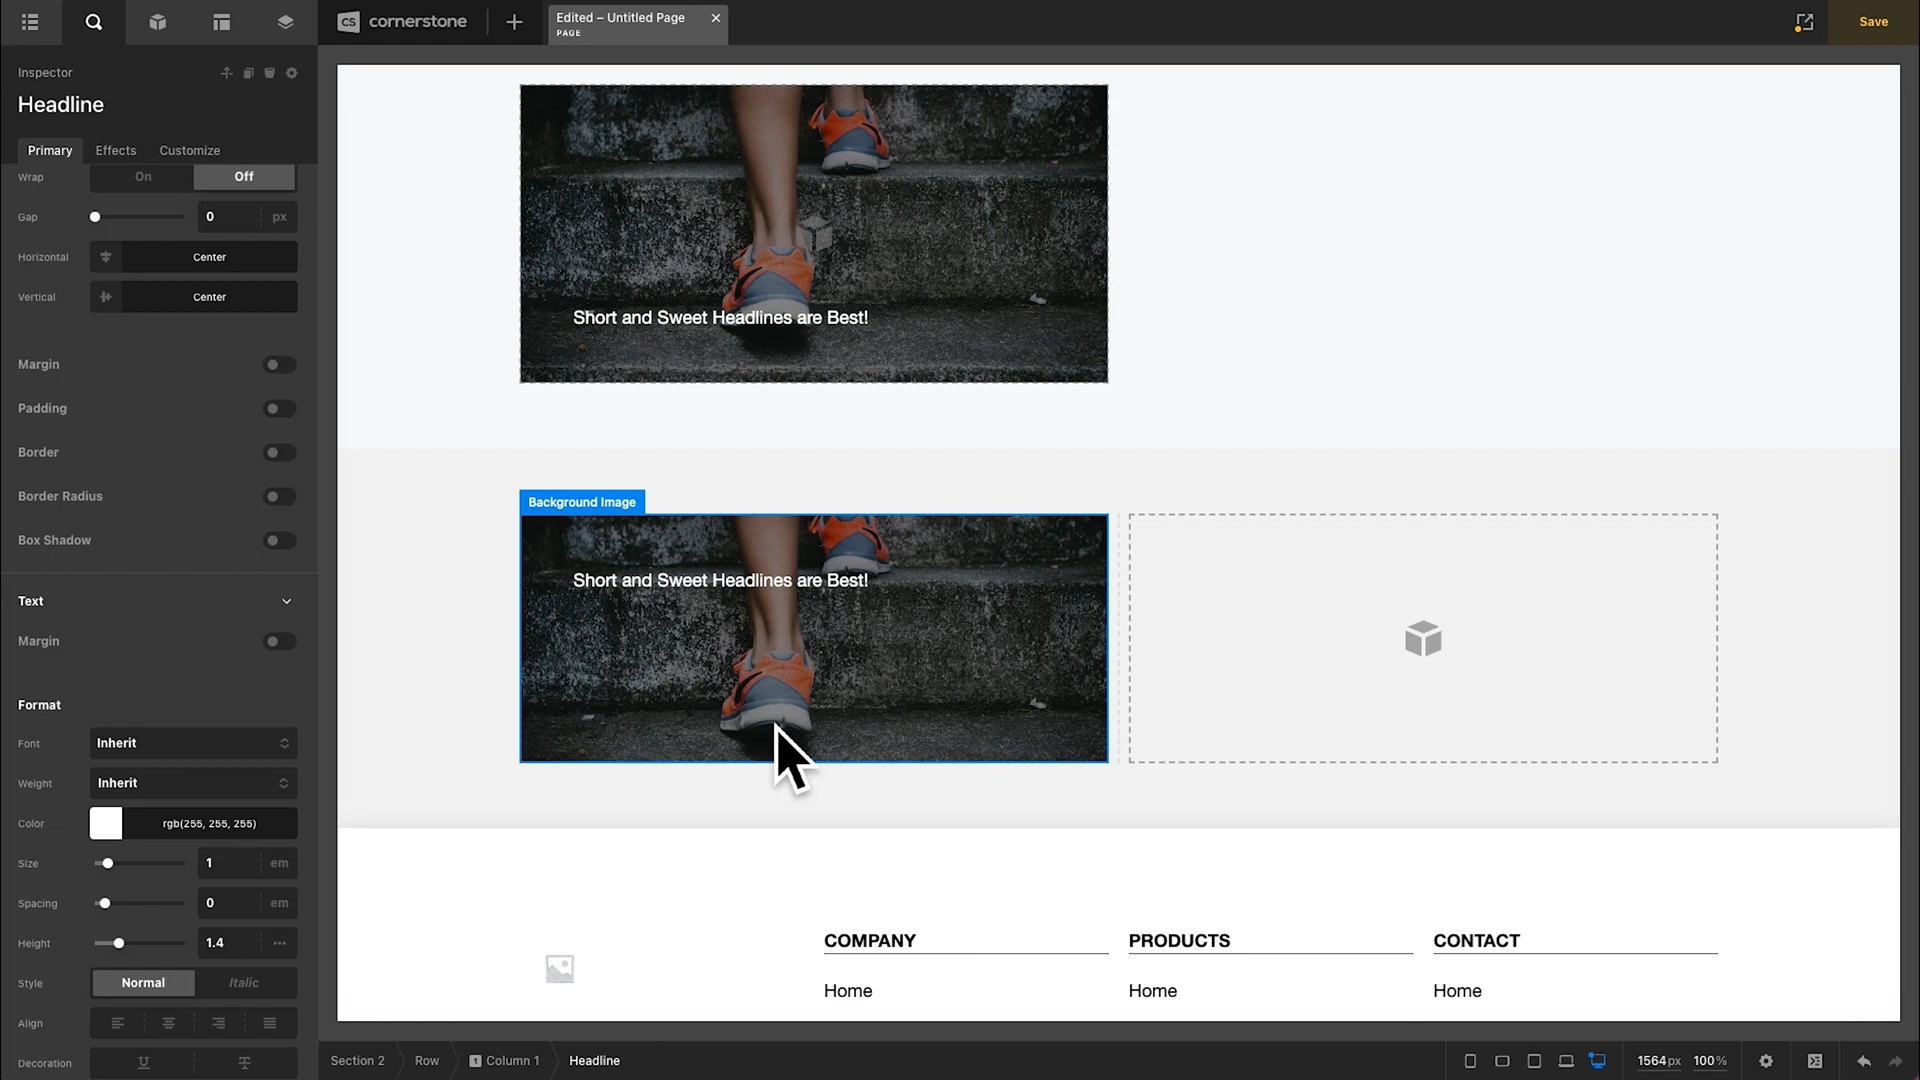 CS cornerstone
Edited – Untitled Page
PAGE
Save
Inspector
Headline
Primary Effects Customize
Wrap On Off
Gap 0 px
Horizontal Center
Vertical Center
Margin
Padding
Border
Border Radius
Box Shadow
Text
Margin
Format
Font Inherit
Weight Inherit
Color rgb(255, 255, 255)
Size 1 em
Spacing 0 em
Height 1.4
Style Normal Italic
Align
Decoration U T
Short and Sweet Headlines are Best!
Background Image
Short and Sweet Headlines are Best!
COMPANY PRODUCTS CONTACT
Home Home Home
Section 2 Row 1 Column 1 Headline
1564px 100%